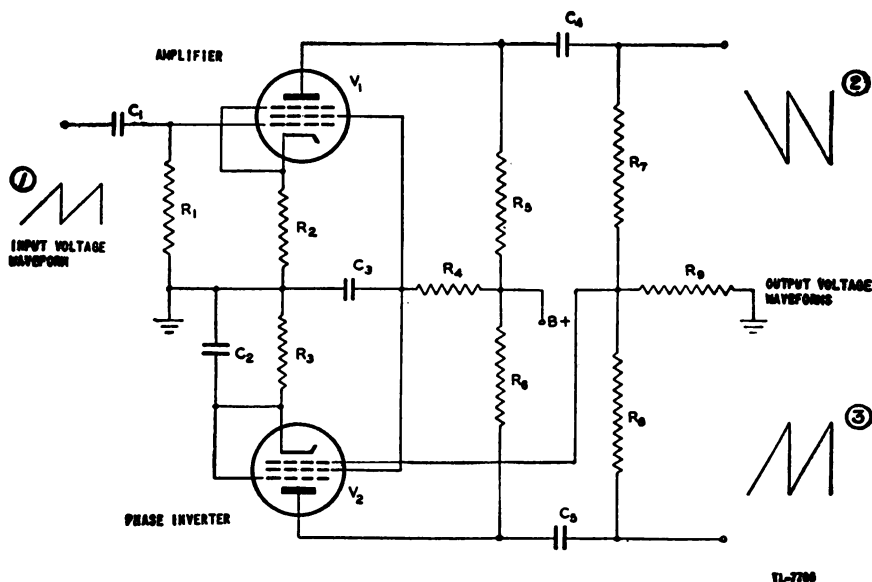 AMPLIFIER
C4
V1
C1
②
①
R1
R2
R5
R7
INPUT VOLTAGE
WAVEFORM
C3
R4
R9
OUTPUT VOLTAGE
WAVEFORMS
B+
C2
R3
R6
R8
③
V2
PHASE INVERTER
C5
TL-7700